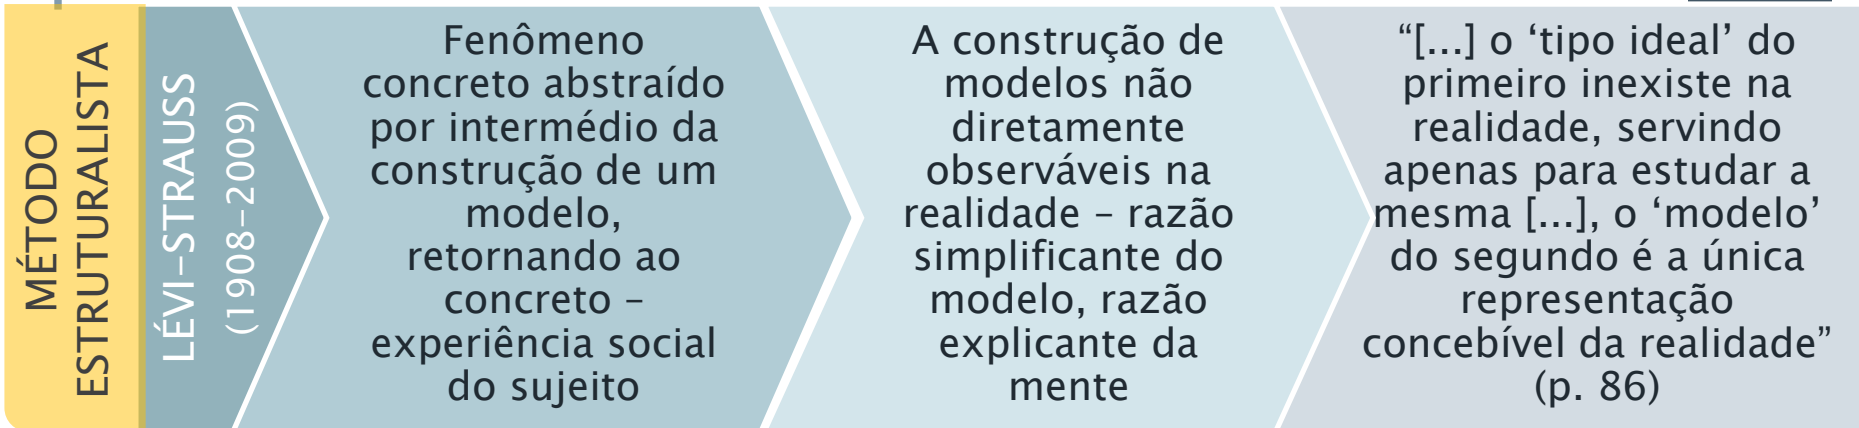 MÉTODO
ESTRUTURALISTA
LÉVI-STRAUSS
(1908-2009)
Fenômeno
concreto abstraído
por intermédio da
construção de um
modelo,
retornando ao
concreto –
experiência social
do sujeito
A construção de
modelos não
diretamente
observáveis na
realidade – razão
simplificante do
modelo, razão
explicante da
mente
“[...] o ‘tipo ideal’ do
primeiro inexiste na
realidade, servindo
apenas para estudar a
mesma [...], o ‘modelo’
do segundo é a única
representação
concebível da realidade”
(p. 86)